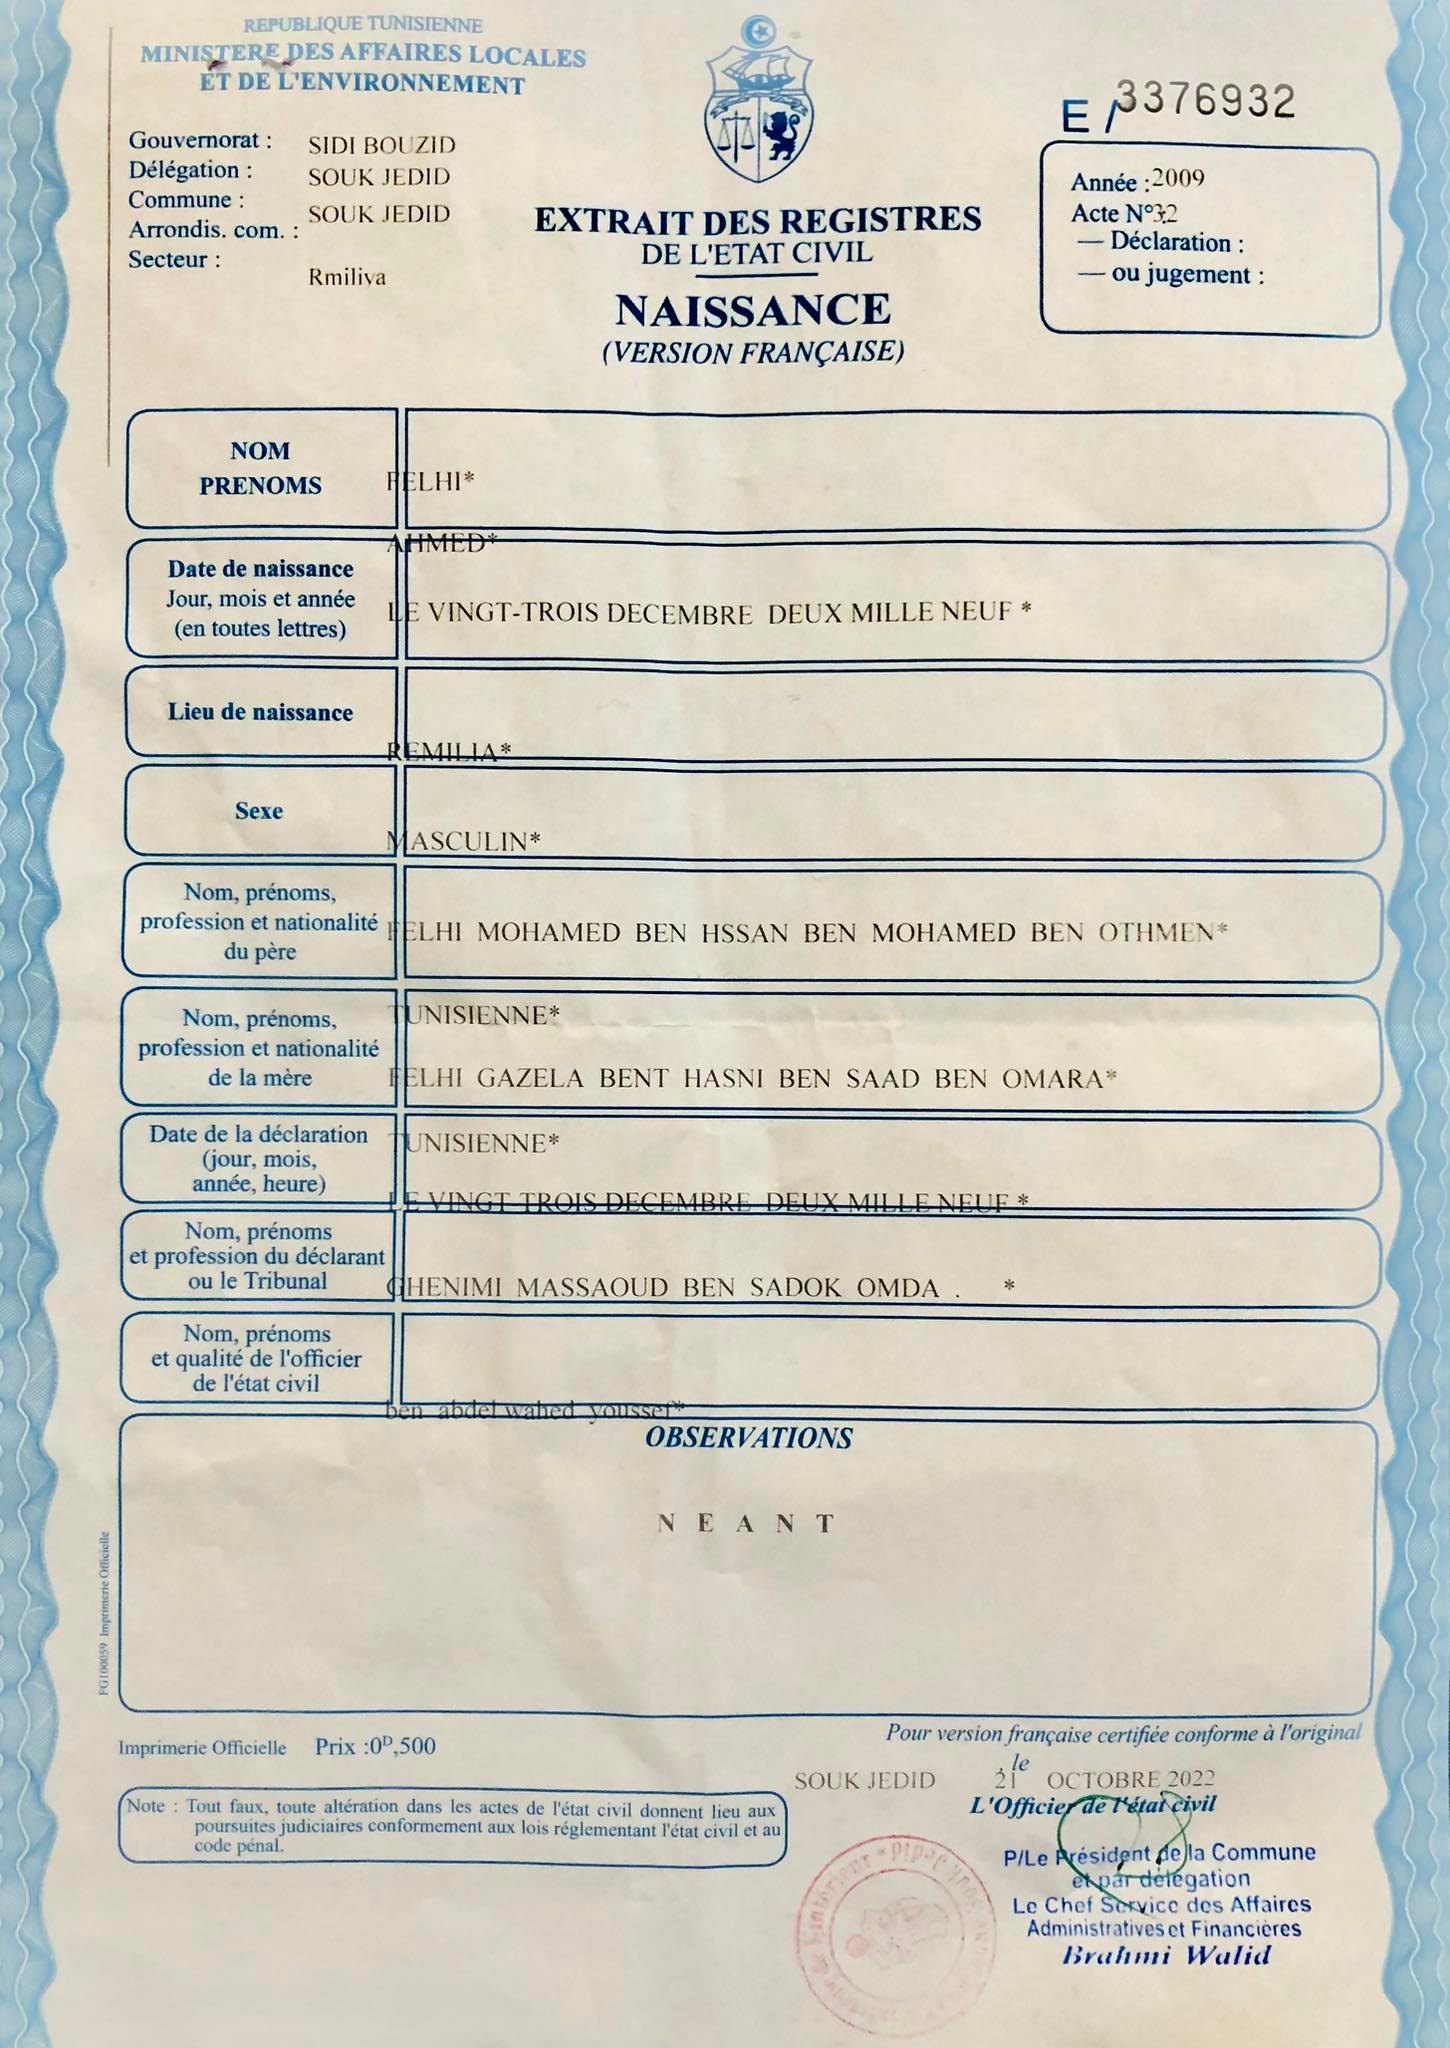 REPUBLIQUE TUNISIENNE
MINISTERE DES AFFAIRES LOCALES
ET DE L'ENVIRONNEMENT
E / 3376932
Gouvernorat : SIDI BOUZID
Délégation : SOUK JEDID
Commune : SOUK JEDID
Arrondis. com. :
Secteur : Rmiliva
EXTRAIT DES REGISTRES
DE L'ETAT CIVIL
NAISSANCE
(VERSION FRANÇAISE)
Année : 2009
Acte N° 32
— Déclaration :
— ou jugement :
NOM
PRENOMS
FELHI*
AHMED*
Date de naissance
Jour, mois et année
(en toutes lettres)
LE VINGT-TROIS DECEMBRE DEUX MILLE NEUF *
Lieu de naissance
REMILIA*
Sexe
MASCULIN*
Nom, prénoms,
profession et nationalité
du père
FELHI MOHAMED BEN HSSAN BEN MOHAMED BEN OTHMEN*
TUNISIENNE*
Nom, prénoms,
profession et nationalité
de la mère
FELHI GAZELA BENT HASNI BEN SAAD BEN OMARA*
TUNISIENNE*
Date de la déclaration
(jour, mois,
année, heure)
LE VINGT-TROIS DECEMBRE DEUX MILLE NEUF *
Nom, prénoms
et profession du déclarant
ou le Tribunal
GHENIMI MASSAOUD BEN SADOK OMDA . *
Nom, prénoms
et qualité de l'officier
de l'état civil
ben abdel wahed youssef*
OBSERVATIONS
N E A N T
FG100059 Imprimerie Officielle
Imprimerie Officielle Prix :0ᴰ,500
Note : Tout faux, toute altération dans les actes de l'état civil donnent lieu aux
poursuites judiciaires conformement aux lois réglementant l'état civil et au
code pénal.
Pour version française certifiée conforme à l'original
, le
SOUK JEDID 21 OCTOBRE 2022
L'Officier de l'état civil
P/Le Président de la Commune
et par délégation
Le Chef Service des Affaires
Administratives et Financières
Brahmi Walid